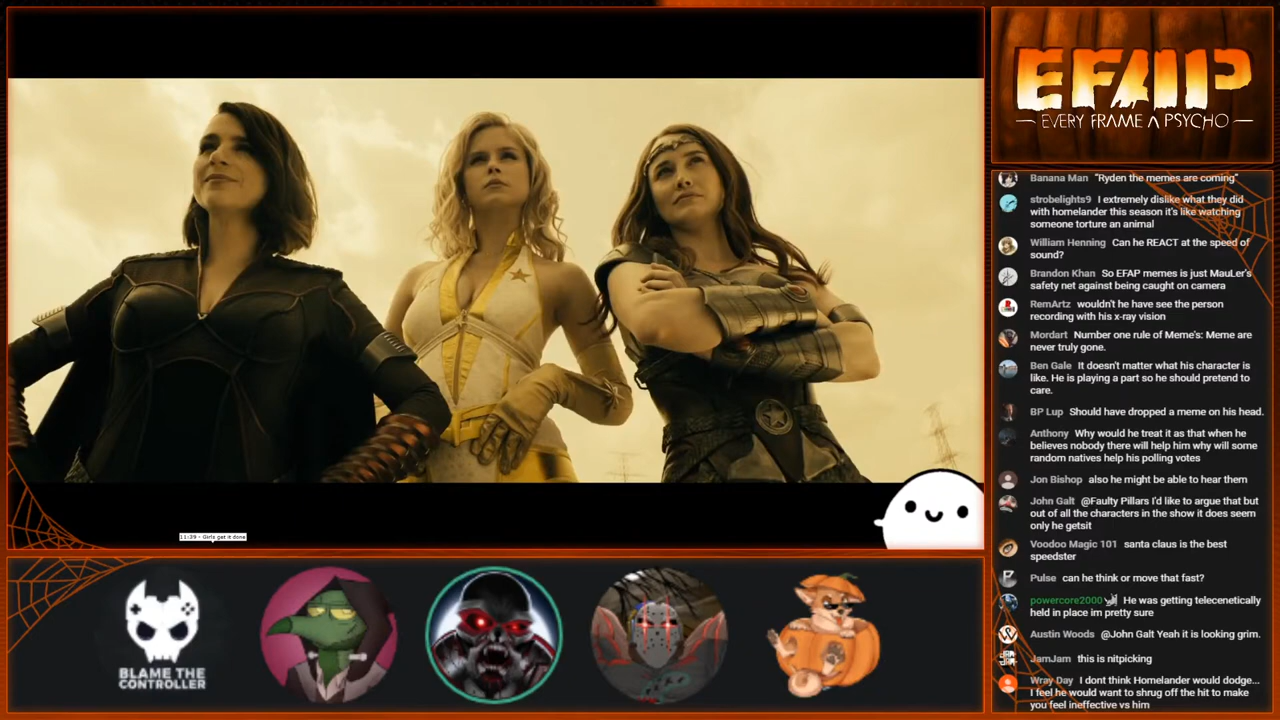 EFAP
EVERY FRAME A PSYCHO
Banana Man "Ryden the memes are coming"
strobelights9 I extremely dislike what they did
with homelander this season it's like watching
someone torture an animal
William Henning Can he REACT at the speed of
sound?
Brandon Khan So EFAP memes is just MauLer's
safety net against being caught on camera
RemArtz wouldn't he have see the person
recording with his x-ray vision
Mordart Number one rule of Meme's: Meme are
never truly gone.
Ben Gale It doesn't matter what his character is
like. He is playing a part so he should pretend to
care.
BP Lup Should have dropped a meme on his head.
Anthony Why would he treat it as that when he
believes nobody there will help him why will some
random natives help his polling votes
Jon Bishop also he might be able to hear them
John Galt @Faulty Pillars I'd like to argue that but
out of all the characters in the show it does seem
only he getsit
Voodoo Magic 101 santa claus is the best
speedster
Pulse can he think or move that fast?
powercore2000 He was getting telecenetically
held in place im pretty sure
Austin Woods @John Galt Yeah it is looking grim.
JamJam this is nitpicking
Wray Day I dont think Homelander would dodge...
I feel he would want to shrug off the hit to make
you feel ineffective vs him
11:39 - Girls get it done
BLAME THE
CONTROLLER